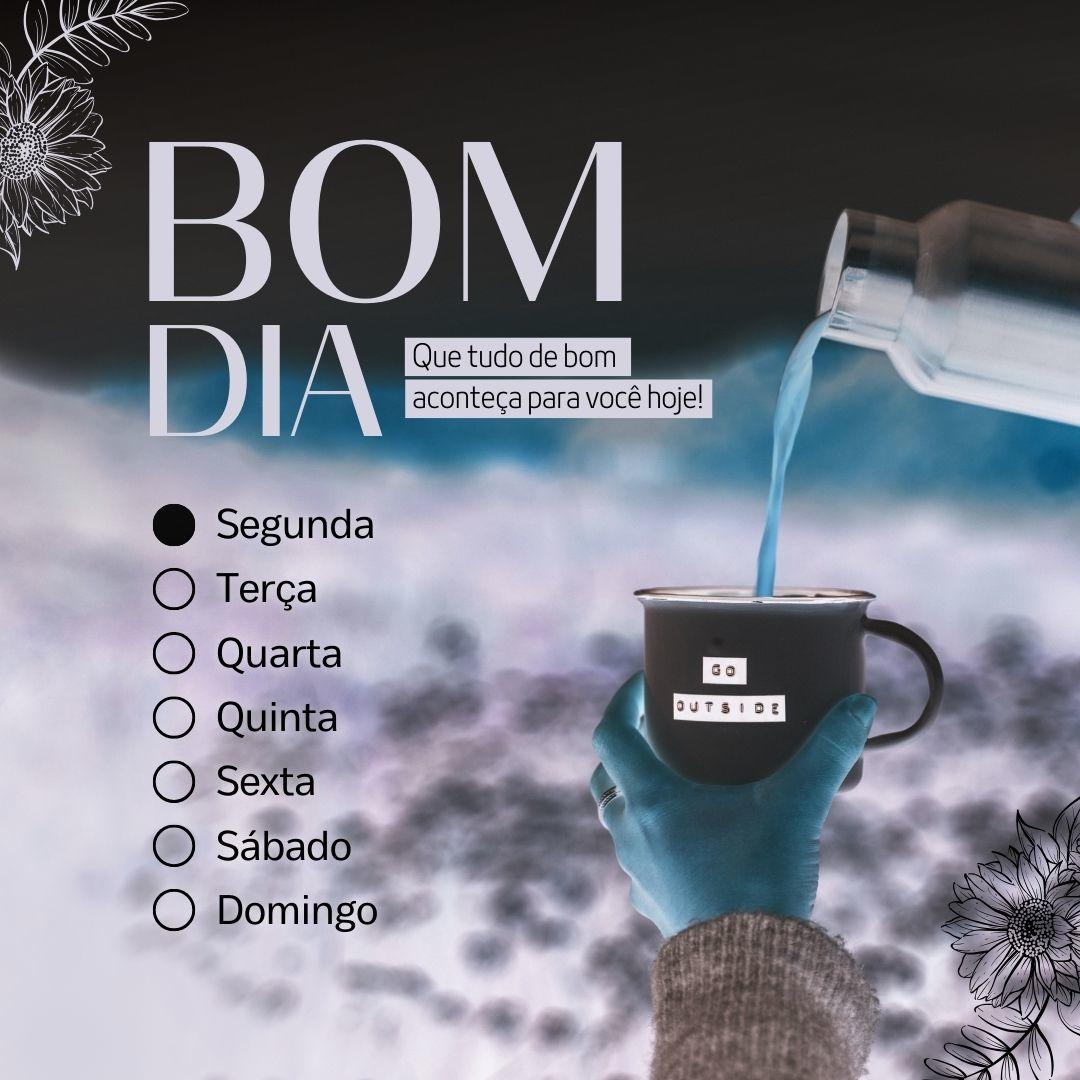 BOM
DIA
Que tudo de bom
aconteça para você hoje!
Segunda
Terça
Quarta
Quinta
Sexta
Sábado
Domingo
GO
OUTSIDE